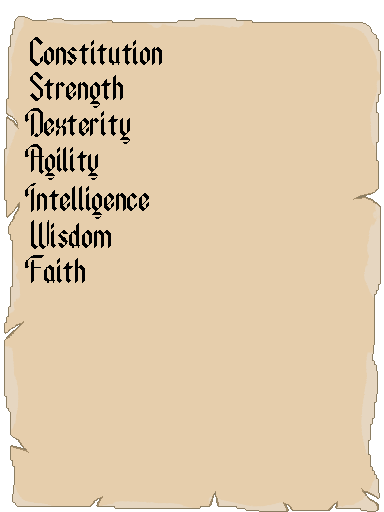 Constitution
Strength
Dexterity
Agility
Intelligence
Wisdom
Faith